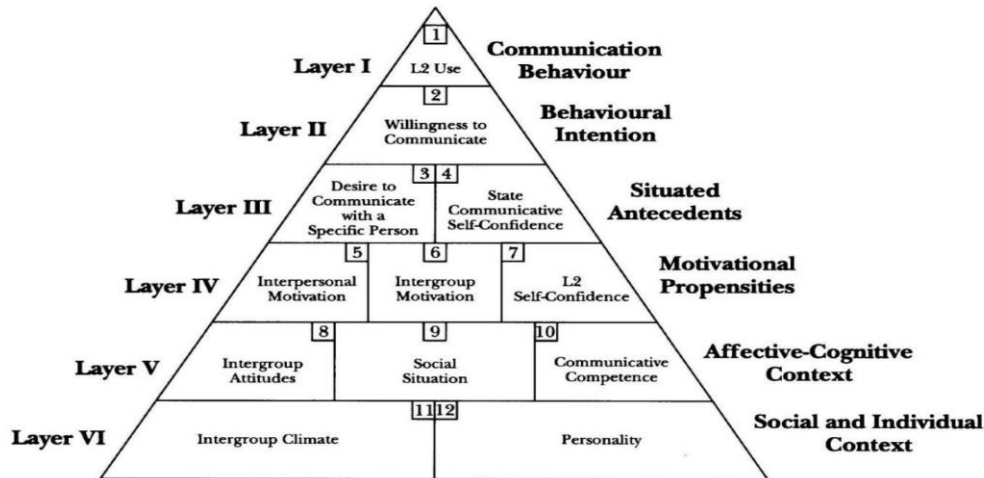 1
Layer I
L2 Use
Communication
Behaviour
2
Layer II
Willingness to
Communicate
Behavioural
Intention
3 4
Layer III
Desire to
Communicate
with a
Specific Person
State
Communicative
Self-Confidence
Situated
Antecedents
5 6 7
Layer IV
Interpersonal
Motivation
Intergroup
Motivation
L2
Self-Confidence
Motivational
Propensities
8 9 10
Layer V
Intergroup
Attitudes
Social
Situation
Communicative
Competence
Affective-Cognitive
Context
11 12
Layer VI
Intergroup Climate
Personality
Social and Individual
Context